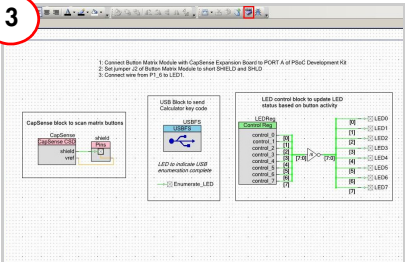 3
1: Connect Button Matrix Module with CapSense Expansion Board to PORT A of PSoC Development Kit
2: Set jumper J2 of Button Matrix Module to short SHIELD and SHLD
3: Connect wire from P1_6 to LED1.
CapSense block to scan matrix buttons
CapSense
CapSense CSD
shield
vref
shield
Pins
USB Block to send
Calculator key code
USBFS
USBFS
LED to indicate USB
enumeration complete
Enumerate_LED
LED control block to update LED
status based on button activity
LEDReg
Control Reg
control_0
control_1
control_2
control_3
control_4
control_5
control_6
control_7
[0]
[1]
[2]
[3]
[4]
[5]
[6]
[7]
[7:0]
[7:0]
[0]
LED0
[1]
LED1
[2]
LED2
[3]
LED3
[4]
LED4
[5]
LED5
[6]
LED6
[7]
LED7